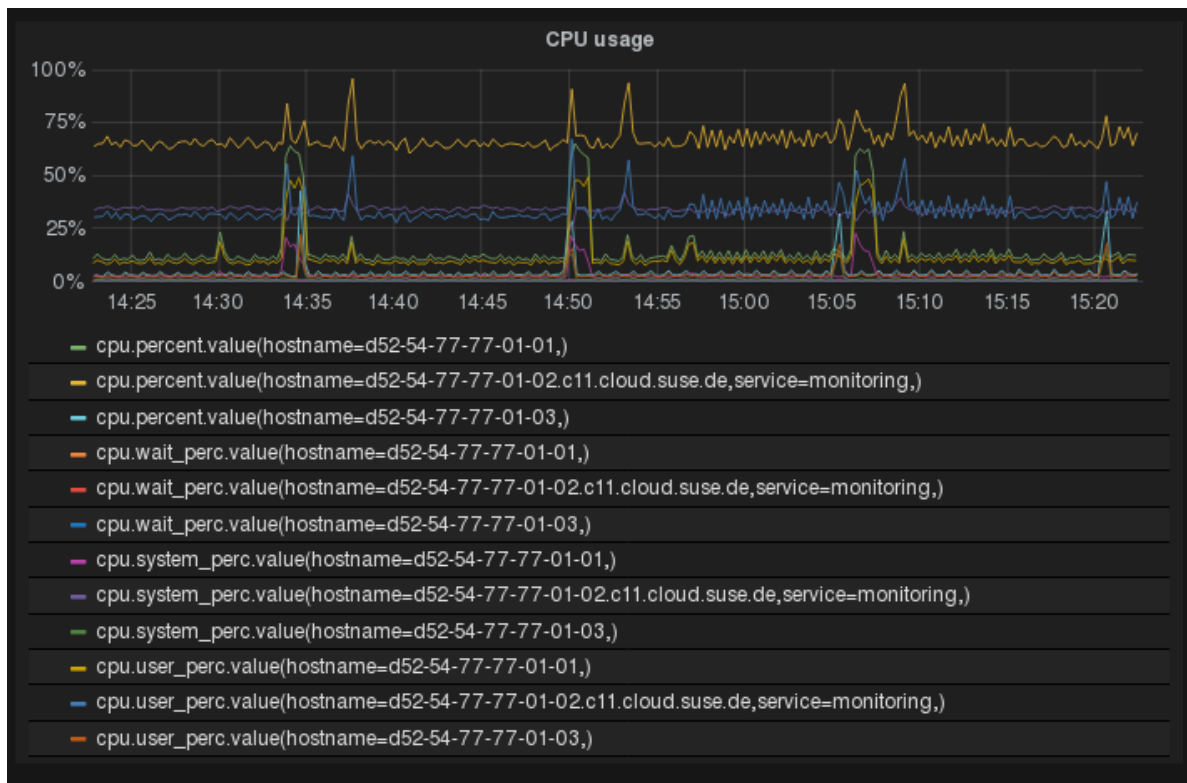 CPU usage
100%
75%
50%
25%
0%
14:25 14:30 14:35 14:40 14:45 14:50 14:55 15:00 15:05 15:10 15:15 15:20
cpu.percent.value(hostname=d52-54-77-77-01-01,)
cpu.percent.value(hostname=d52-54-77-77-01-02.c11.cloud.suse.de,service=monitoring,)
cpu.percent.value(hostname=d52-54-77-77-01-03,)
cpu.wait_perc.value(hostname=d52-54-77-77-01-01,)
cpu.wait_perc.value(hostname=d52-54-77-77-01-02.c11.cloud.suse.de,service=monitoring,)
cpu.wait_perc.value(hostname=d52-54-77-77-01-03,)
cpu.system_perc.value(hostname=d52-54-77-77-01-01,)
cpu.system_perc.value(hostname=d52-54-77-77-01-02.c11.cloud.suse.de,service=monitoring,)
cpu.system_perc.value(hostname=d52-54-77-77-01-03,)
cpu.user_perc.value(hostname=d52-54-77-77-01-01,)
cpu.user_perc.value(hostname=d52-54-77-77-01-02.c11.cloud.suse.de,service=monitoring,)
cpu.user_perc.value(hostname=d52-54-77-77-01-03,)